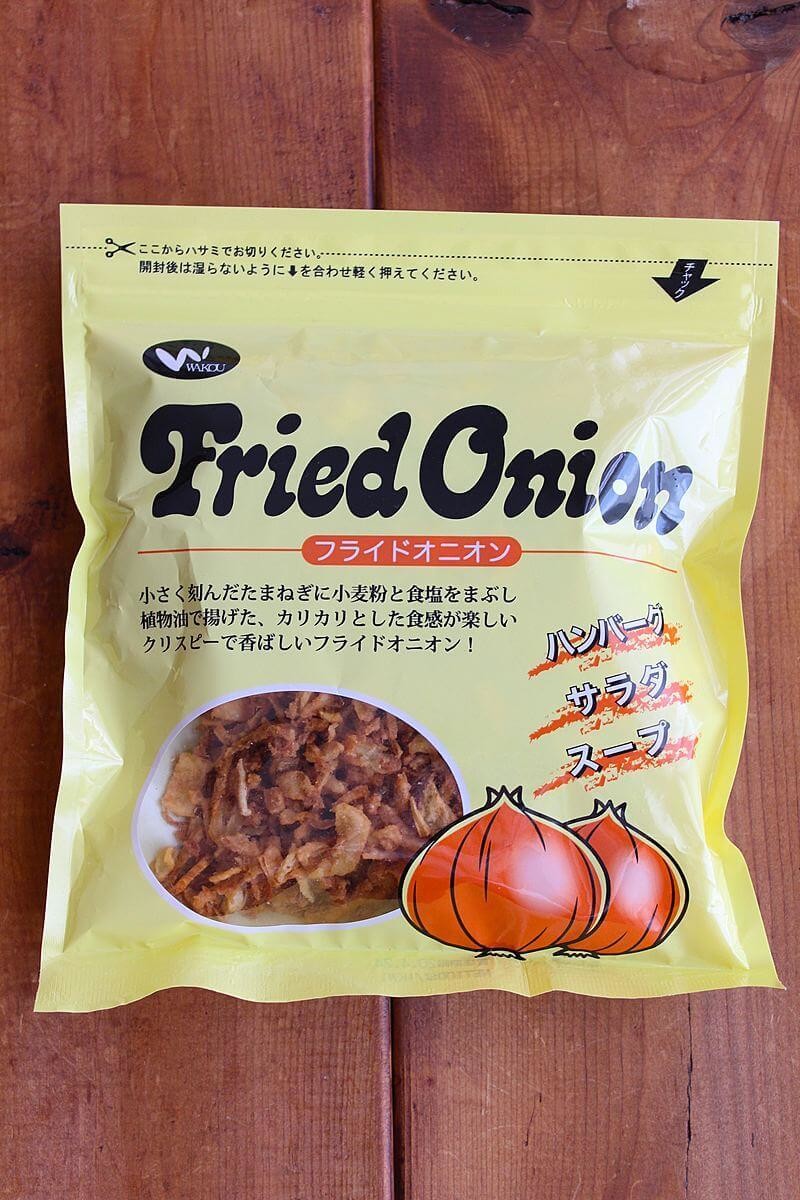 ここからハサミでお切りください。
開封後は湿らないように⬇を合わせ軽く押えてください。
チャック
W
WAKOU
Fried Onion
フライドオニオン
小さく刻んだたまねぎに小麦粉と食塩をまぶし
植物油で揚げた、カリカリとした食感が楽しい
クリスピーで香ばしいフライドオニオン！
ハンバーグ
サラダ
スープ